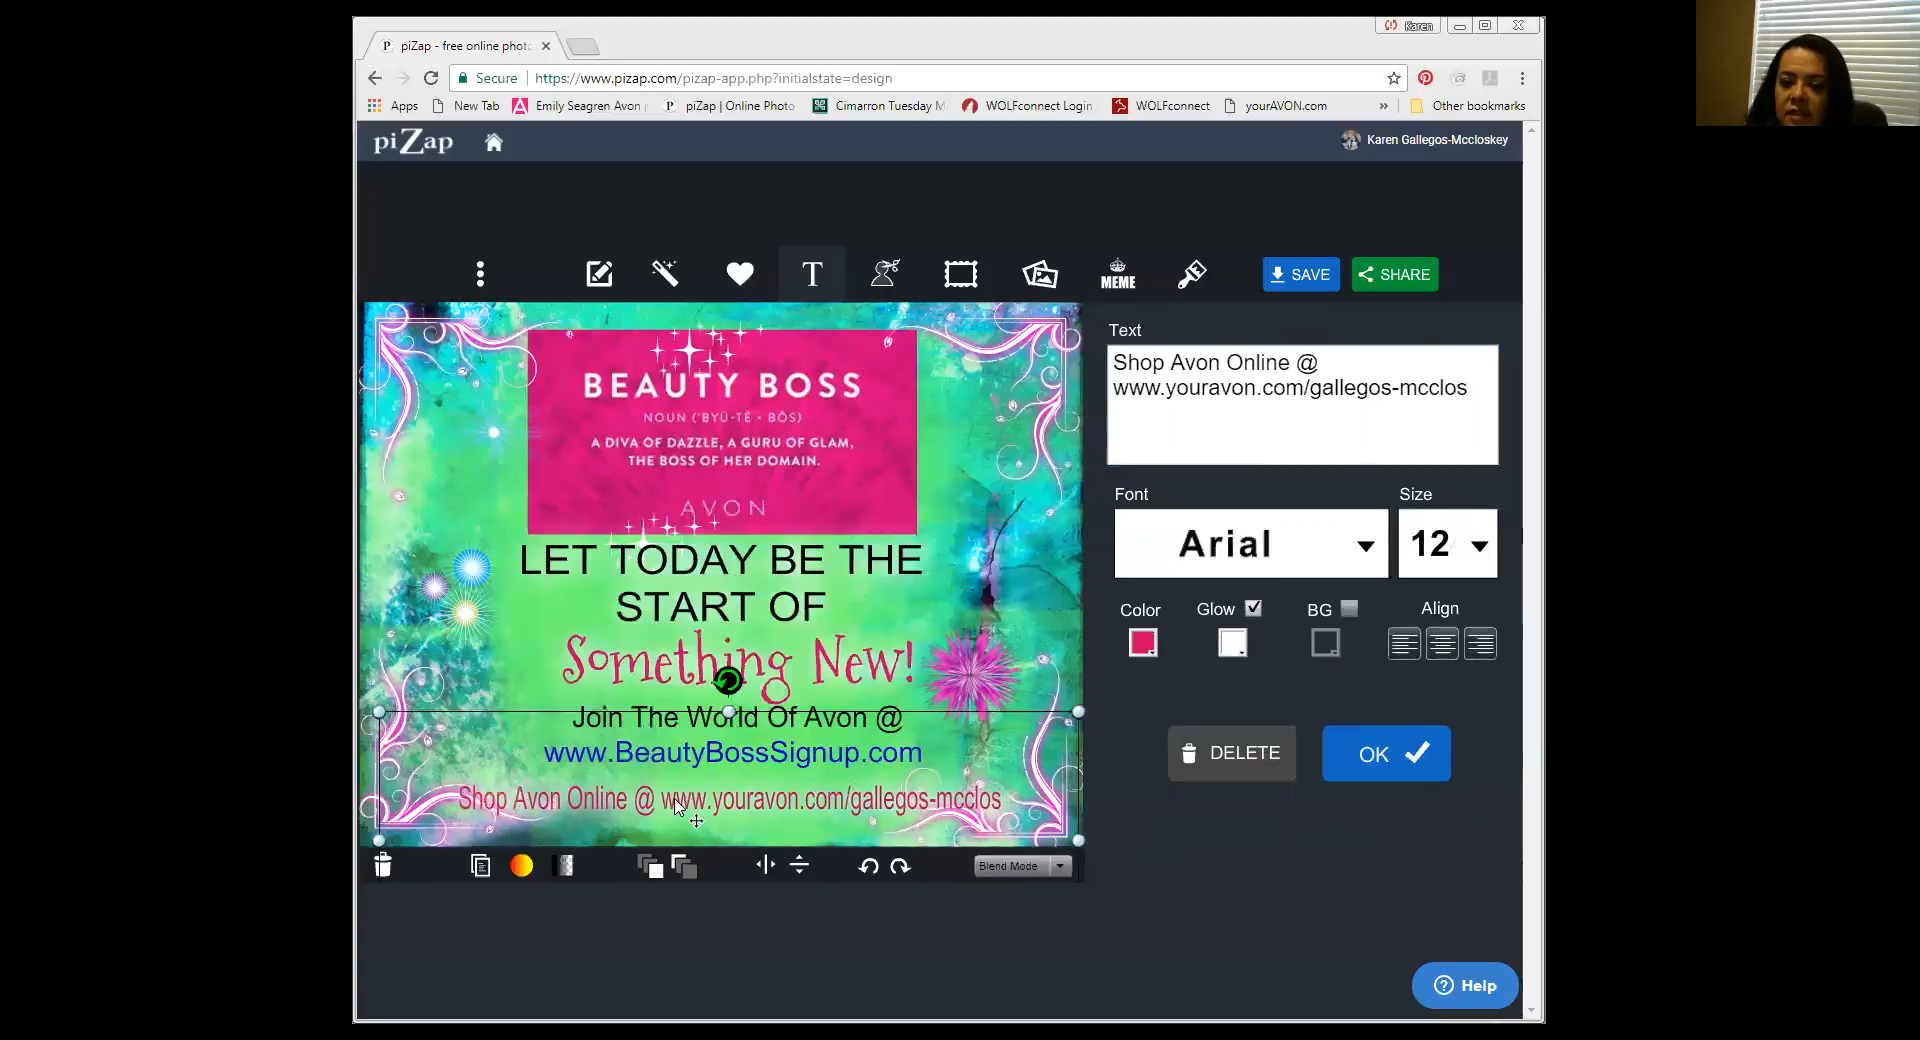 Karen
piZap - free online phot
Secure
https://www.pizap.com/pizap-app.php?initialstate=design
Apps
New Tab
Emily Seagren Avon
piZap | Online Photo
Cimarron Tuesday M
WOLFconnect Login
WOLFconnect
yourAVON.com
»
Other bookmarks
piZap
Karen Gallegos-Mccloskey
T
MEME
SAVE
SHARE
BEAUTY BOSS
NOUN ('BYŪ-TĒ • BŎS)
A DIVA OF DAZZLE, A GURU OF GLAM,
THE BOSS OF HER DOMAIN.
AVON
LET TODAY BE THE
START OF
Something New!
Join The World Of Avon @
www.BeautyBossSignup.com
Shop Avon Online @ www.youravon.com/gallegos-mcclos
Blend Mode
Text
Shop Avon Online @
www.youravon.com/gallegos-mcclos
Font
Size
Arial
12
Color
Glow
BG
Align
DELETE
OK
Help